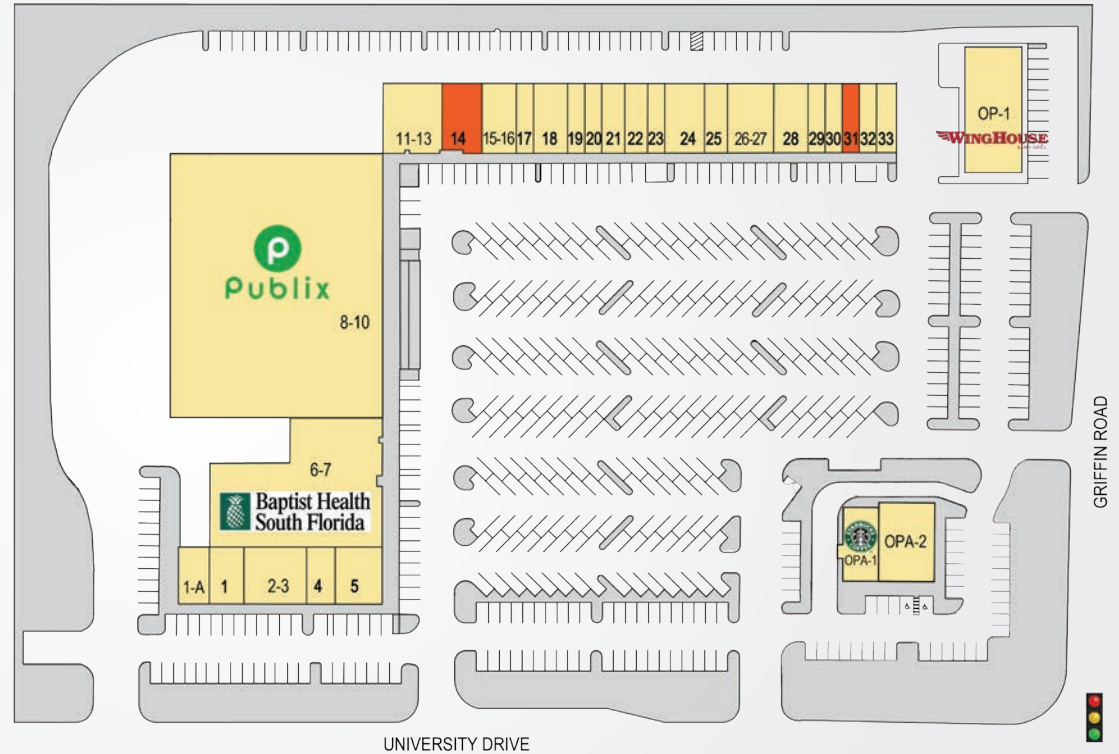 11-13
14
15-16
17
18
19
20
21
22
23
24
25
26-27
28
29
30
31
32
33
OP-1
WINGHOUSE
p
Publix
8-10
6-7
Baptist Health
South Florida
1-A
1
2-3
4
5
OPA-1
OPA-2
GRIFFIN ROAD
UNIVERSITY DRIVE